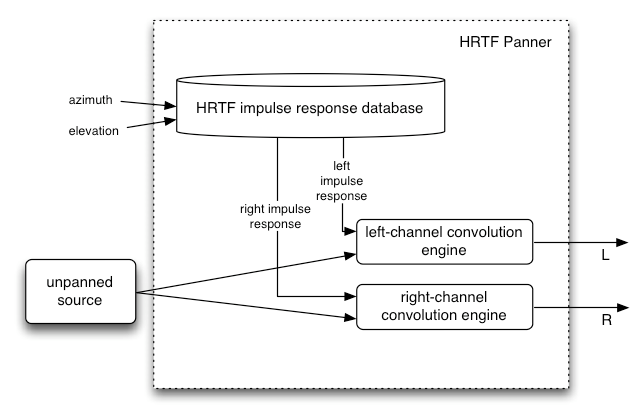 HRTF Panner
azimuth
HRTF impulse response database
elevation
left
impulse
response
right impulse
response
left-channel convolution
engine
L
unpanned
source
right-channel
convolution engine
R